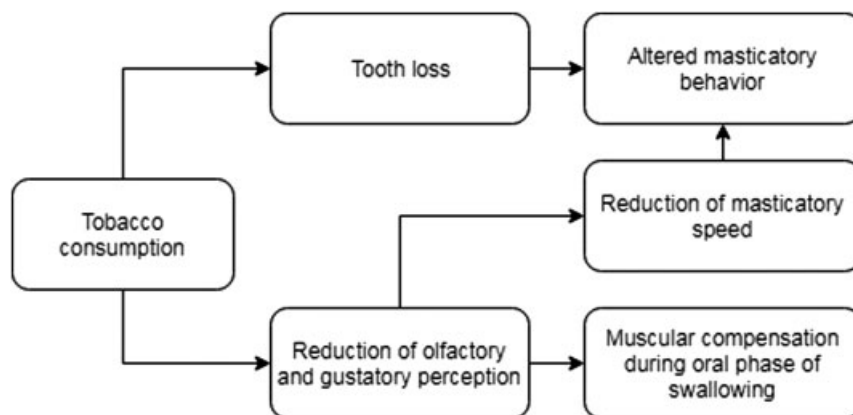 Tooth loss
Altered masticatory
behavior
Tobacco
consumption
Reduction of masticatory
speed
Reduction of olfactory
and gustatory perception
Muscular compensation
during oral phase of
swallowing